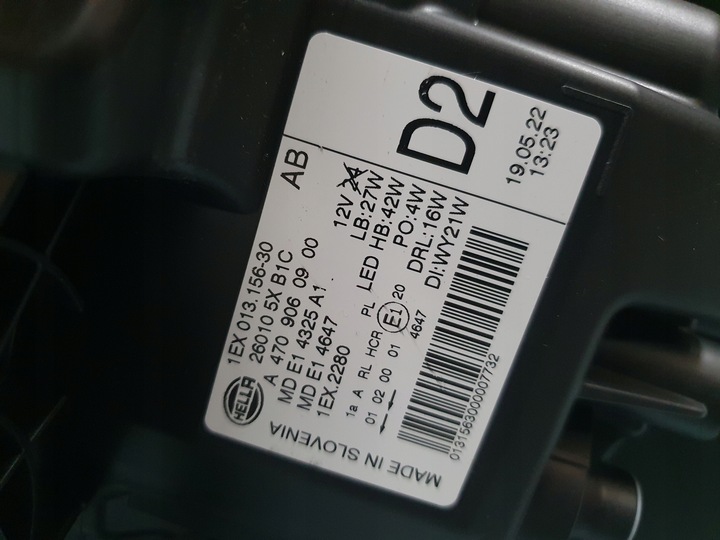 1EX 013.156-30
26010 5X B1C
A 470 906 09 00
MD E1 4325 A1
MD E1 4647
1EX.2280
AB
D2
12V 24
LB:27W
LED HB:42W
PO:4W
DRL:16W
DI:WY21W
19.05.22
13:23
HELLA
1a A RL HCR PL
01 02 00 01
E1 20
4647
0131563000007732
MADE IN SLOVENIA